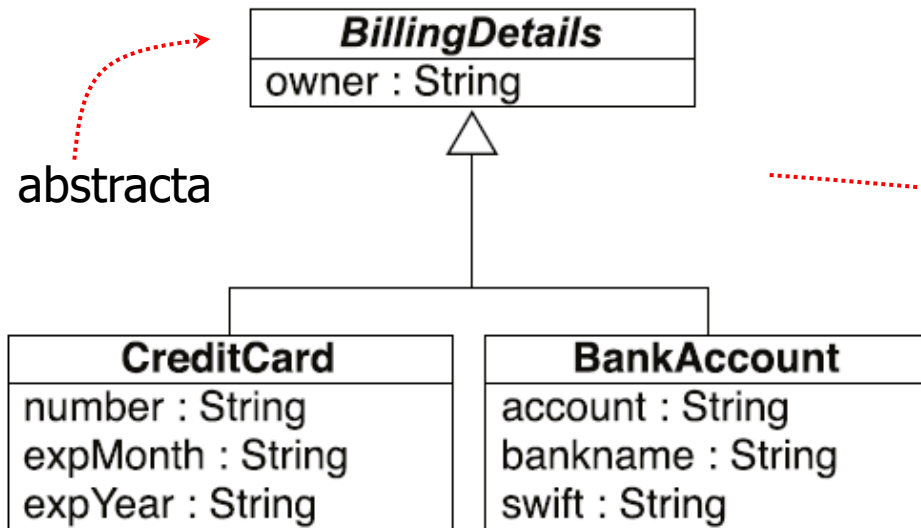 BillingDetails
owner : String
abstracta
CreditCard
number : String
expMonth : String
expYear : String
BankAccount
account : String
bankname : String
swift : String